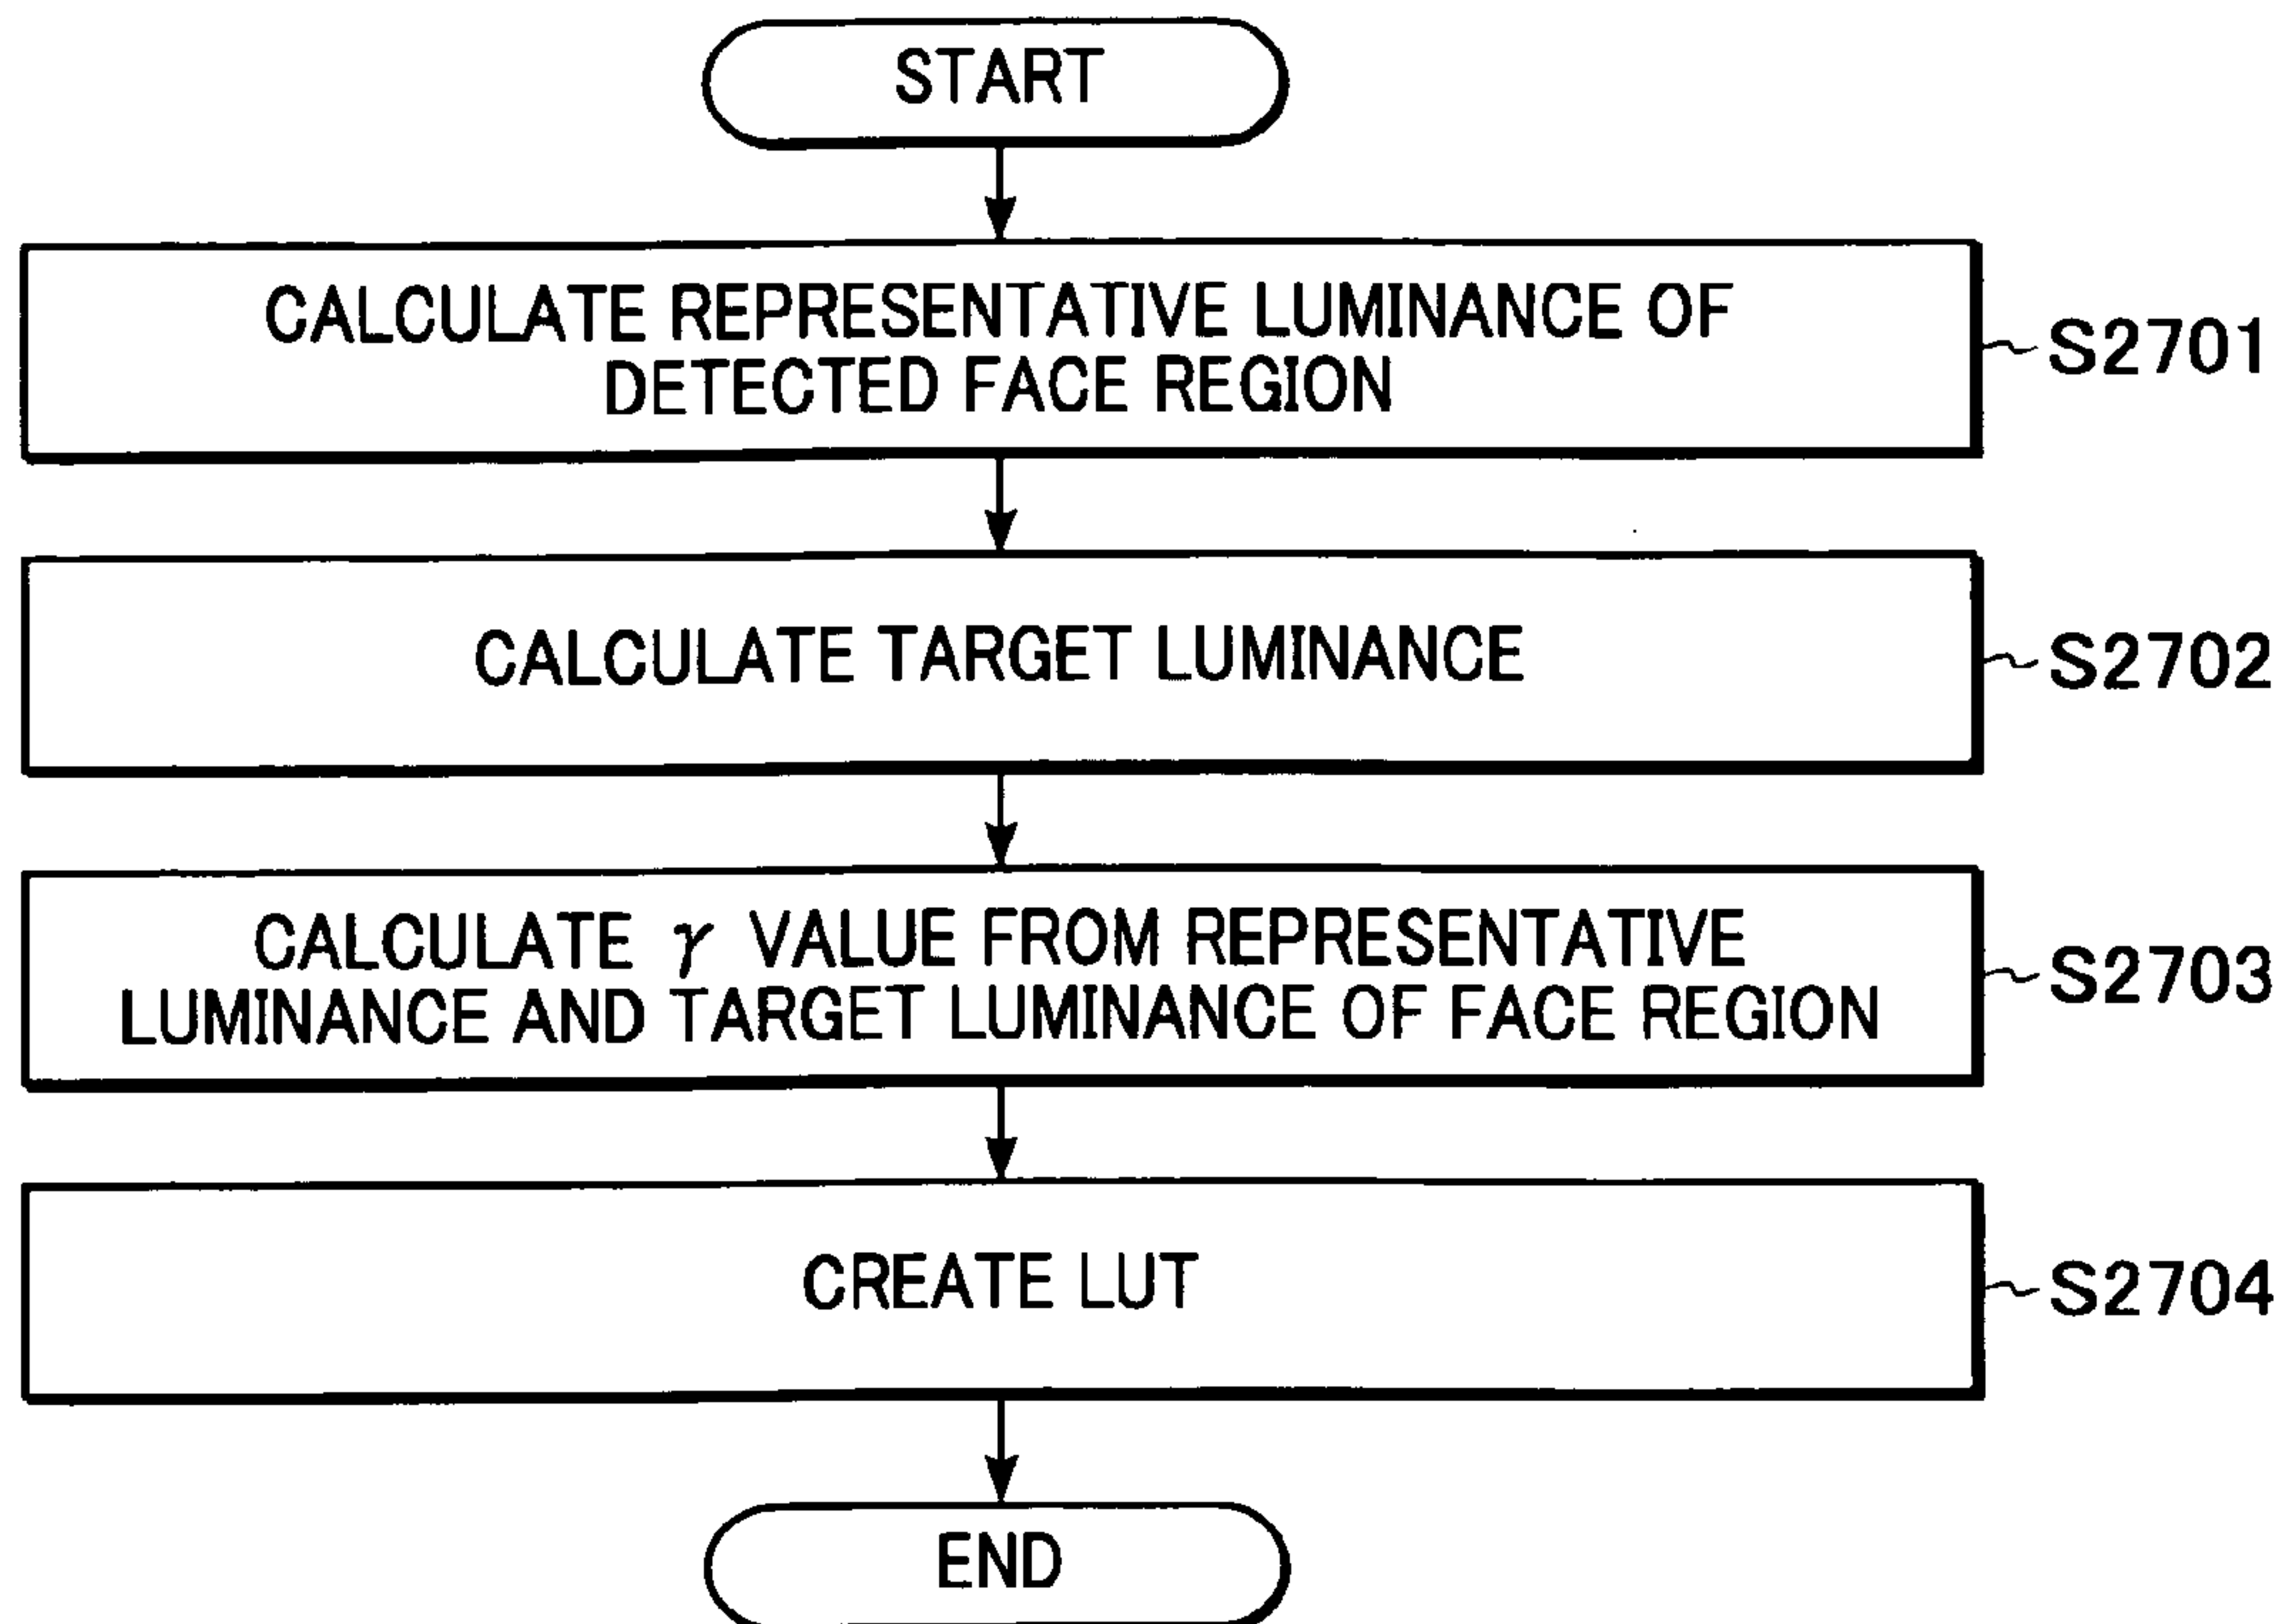 START
CALCULATE REPRESENTATIVE LUMINANCE OF
DETECTED FACE REGION
S2701
CALCULATE TARGET LUMINANCE
S2702
CALCULATE γ VALUE FROM REPRESENTATIVE
LUMINANCE AND TARGET LUMINANCE OF FACE REGION
S2703
CREATE LUT
S2704
END